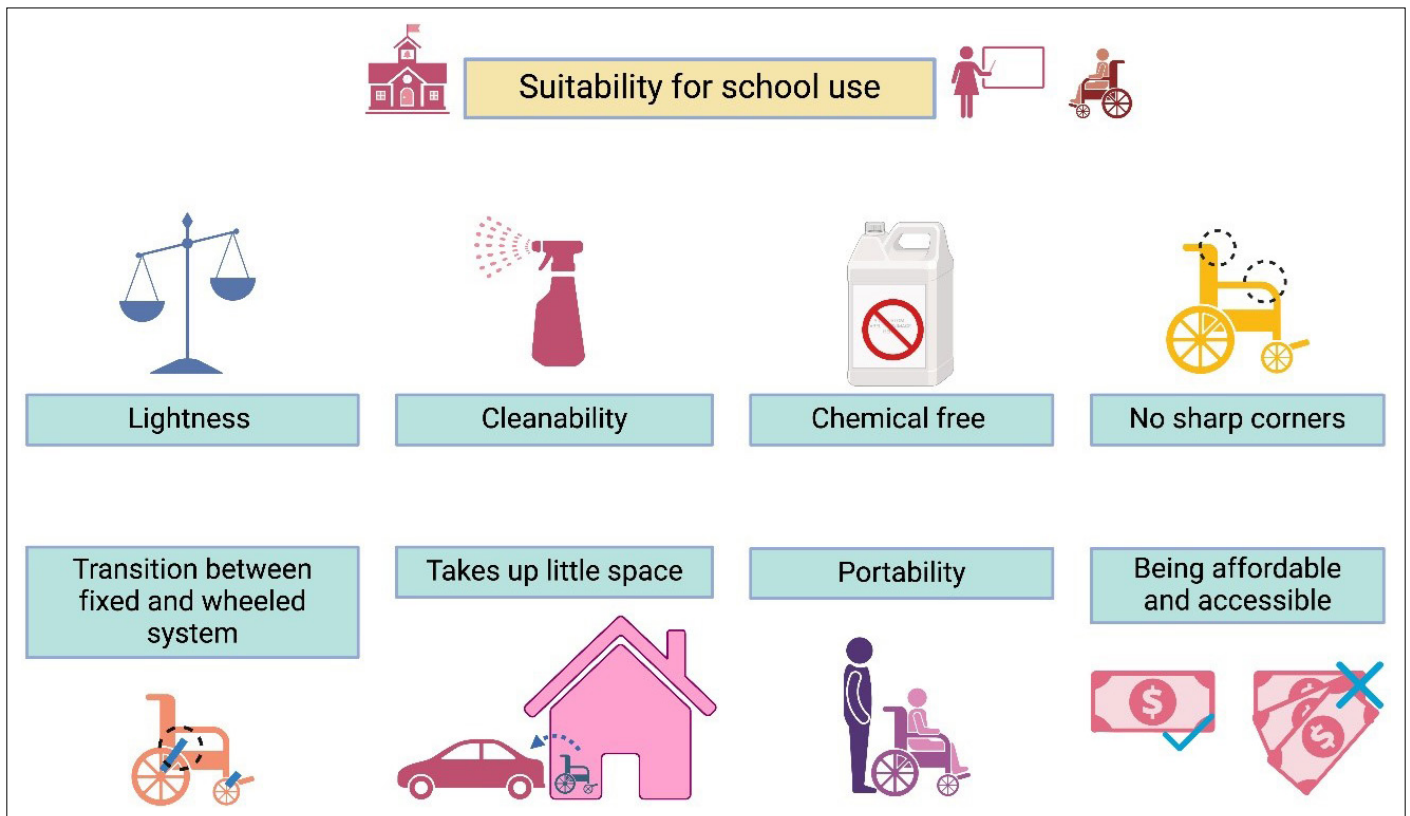 Suitability for school use
Lightness
Cleanability
Chemical free
No sharp corners
Transition between
fixed and wheeled
system
Takes up little space
Portability
Being affordable
and accessible
$
$